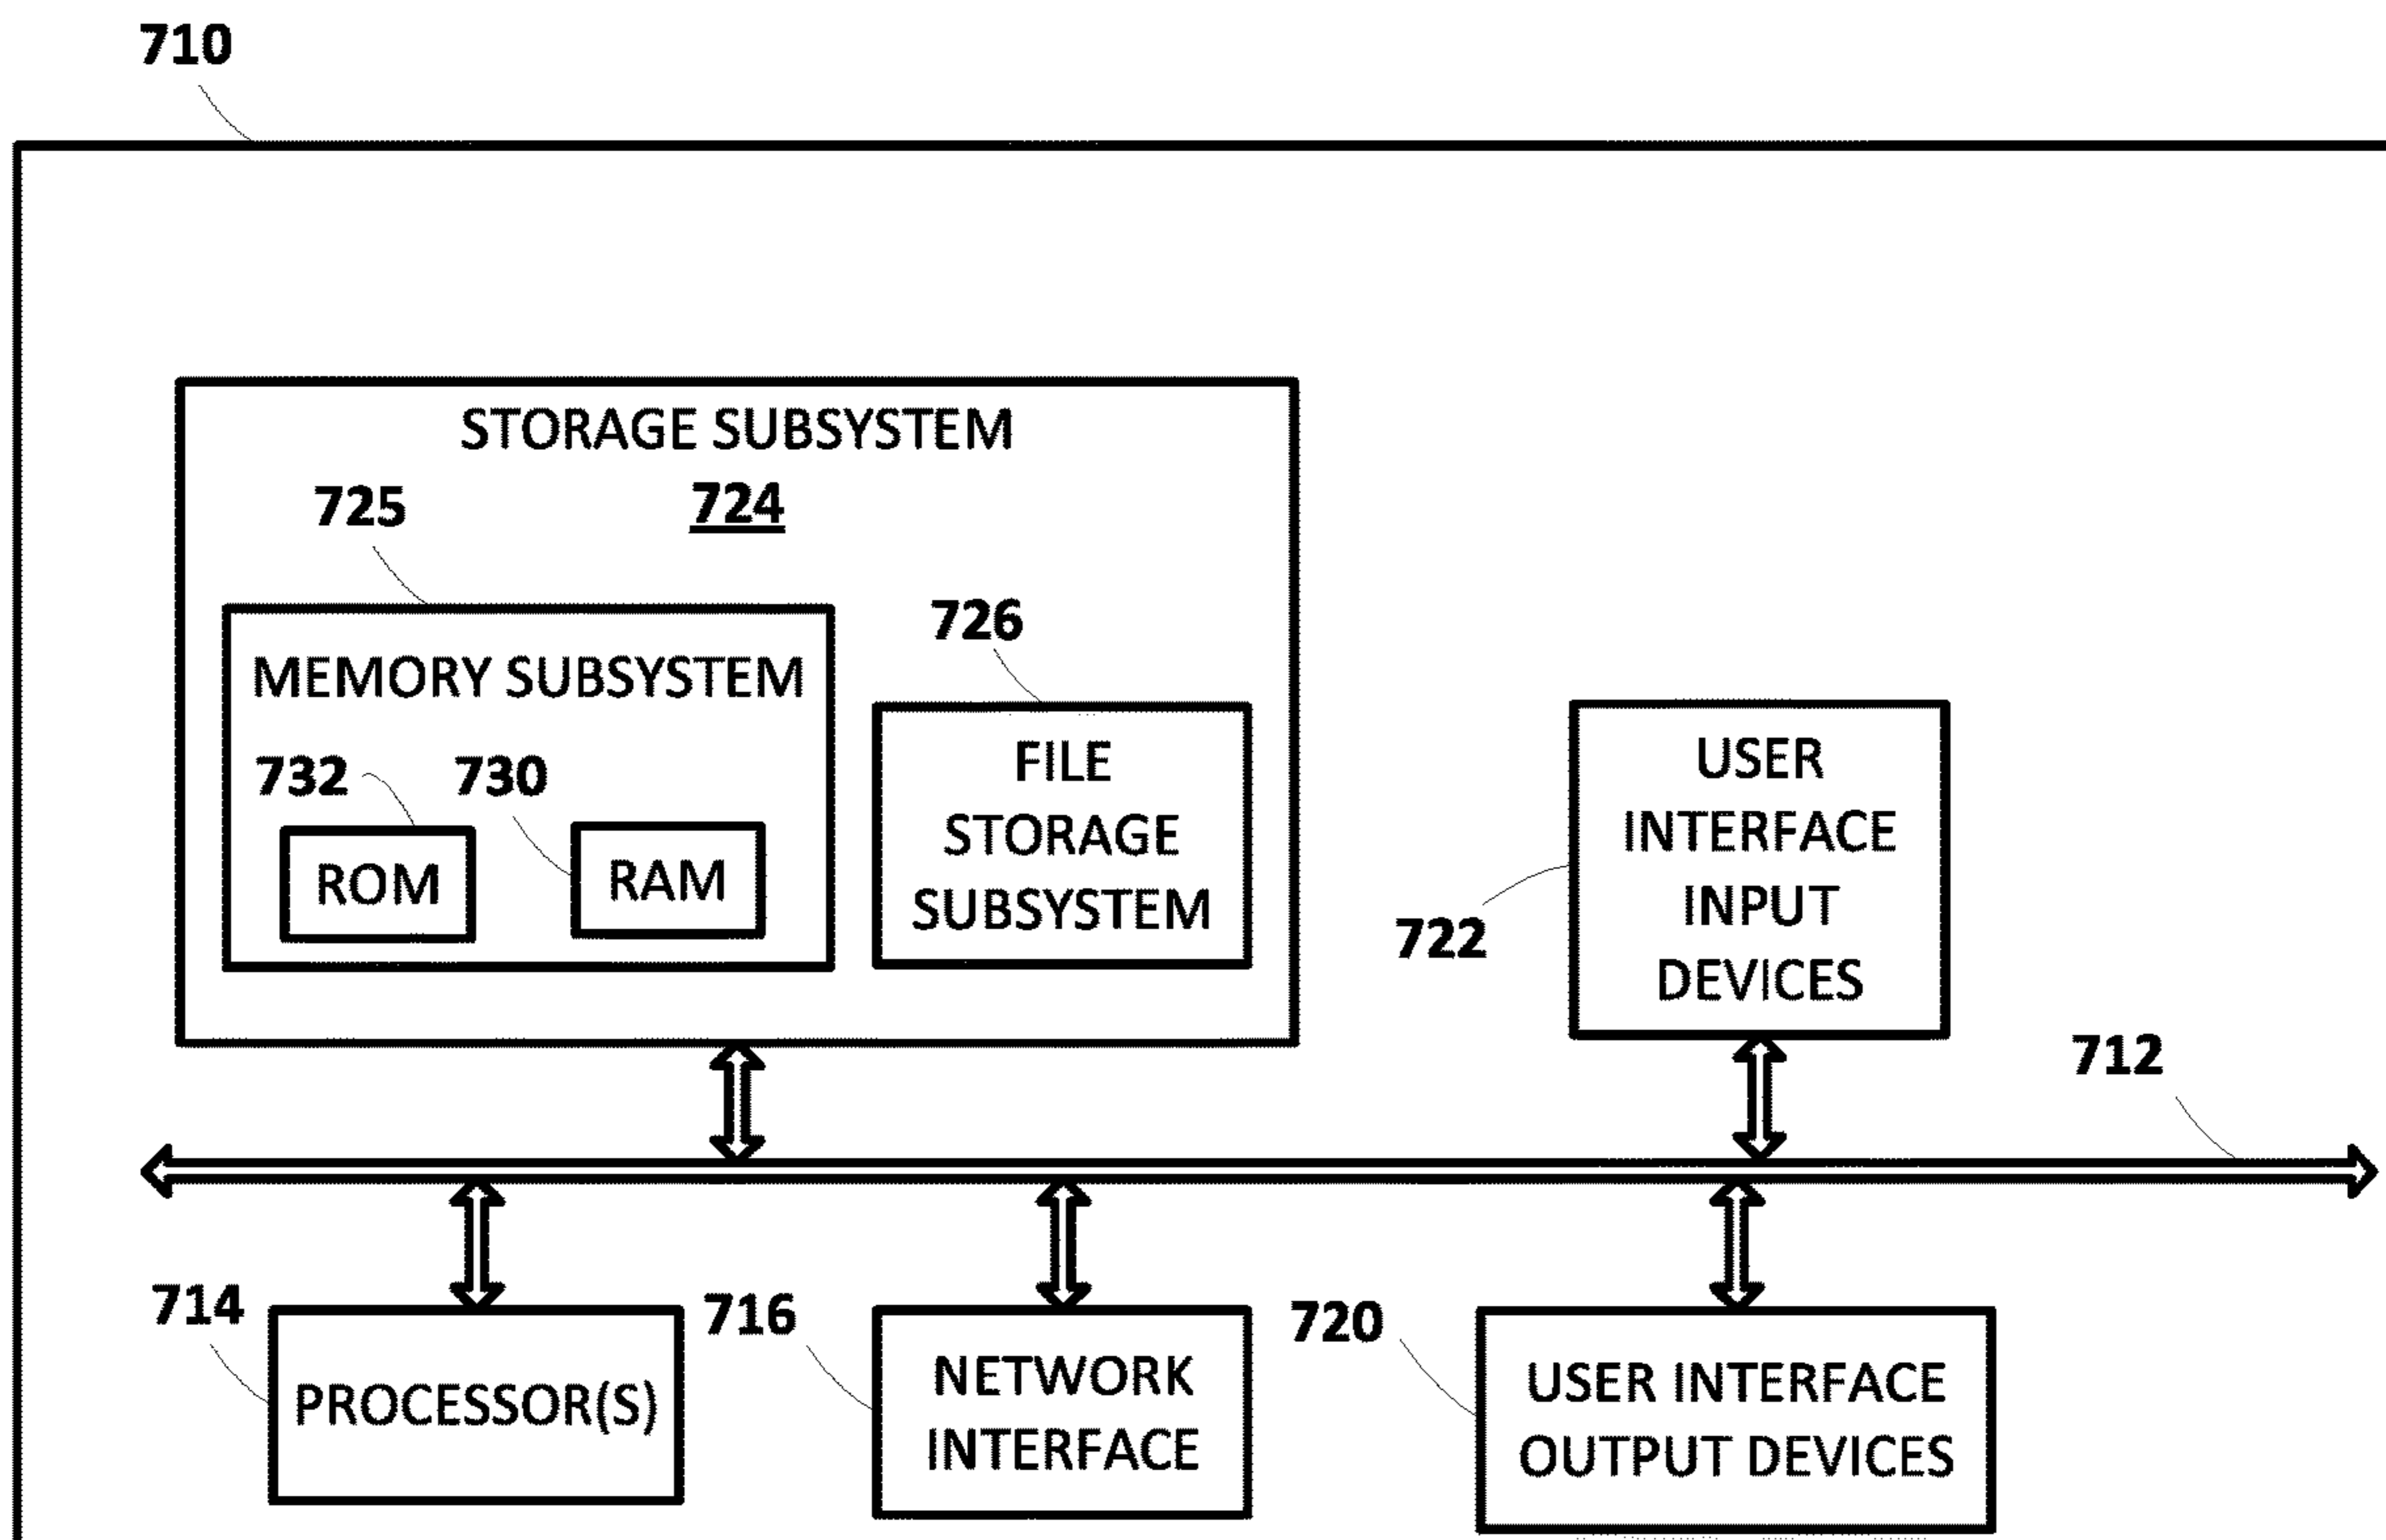 710
STORAGE SUBSYSTEM
724
725
MEMORY SUBSYSTEM
732
730
ROM
RAM
726
FILE
STORAGE
SUBSYSTEM
USER
INTERFACE
INPUT
DEVICES
722
712
714
PROCESSOR(S)
716
NETWORK
INTERFACE
720
USER INTERFACE
OUTPUT DEVICES